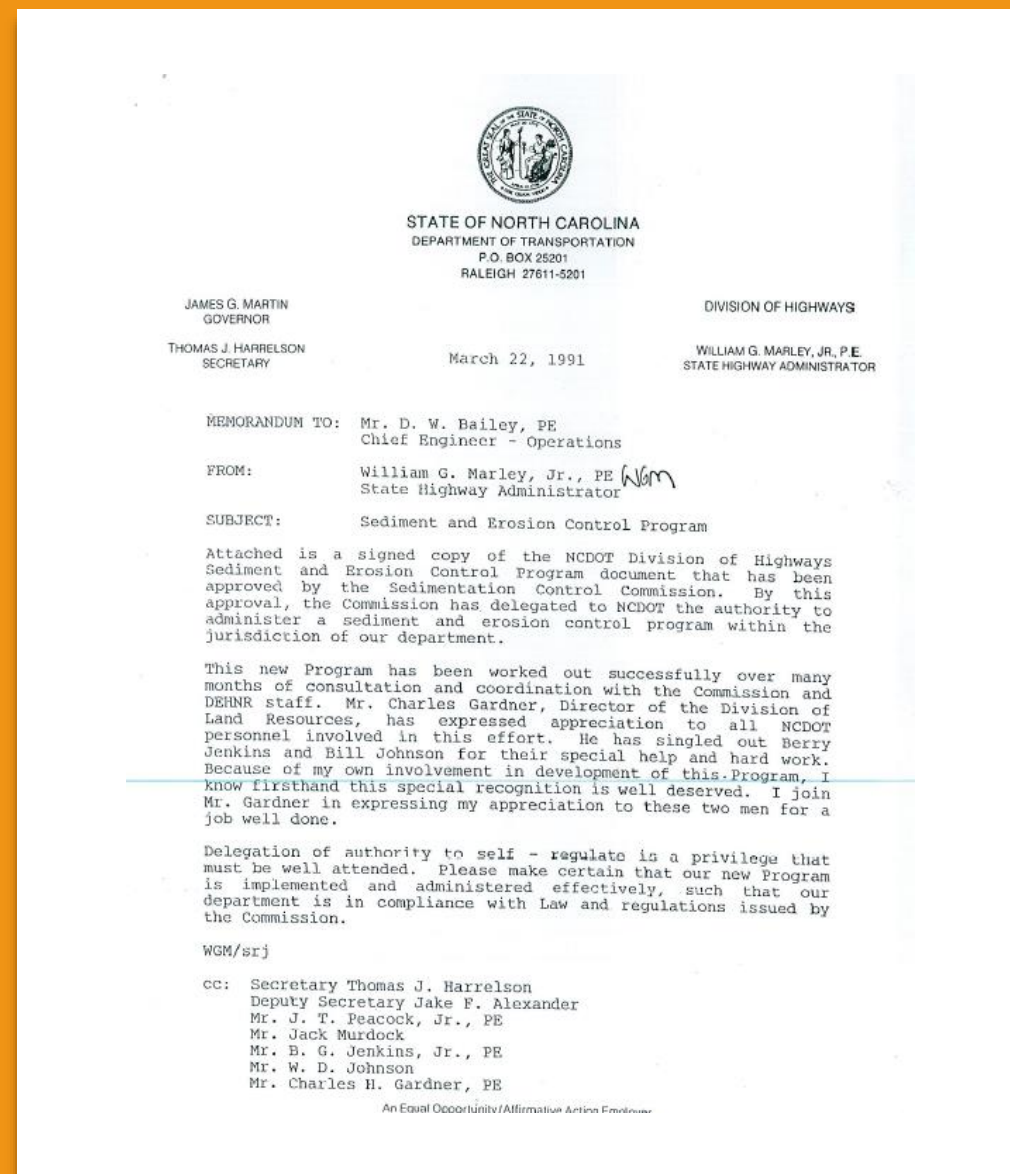 THE GREAT SEAL OF THE STATE OF NORTH CAROLINA
STATE OF NORTH CAROLINA
DEPARTMENT OF TRANSPORTATION
P.O. BOX 25201
RALEIGH 27611-5201
JAMES G. MARTIN
GOVERNOR
DIVISION OF HIGHWAYS
THOMAS J. HARRELSON
SECRETARY
March 22, 1991
WILLIAM G. MARLEY, JR., P.E.
STATE HIGHWAY ADMINISTRATOR
MEMORANDUM TO: Mr. D. W. Bailey, PE
Chief Engineer - Operations
FROM: William G. Marley, Jr., PE WGM
State Highway Administrator
SUBJECT: Sediment and Erosion Control Program
Attached is a signed copy of the NCDOT Division of Highways
Sediment and Erosion Control Program document that has been
approved by the Sedimentation Control Commission. By this
approval, the Commission has delegated to NCDOT the authority to
administer a sediment and erosion control program within the
jurisdiction of our department.
This new Program has been worked out successfully over many
months of consultation and coordination with the Commission and
DEHNR staff. Mr. Charles Gardner, Director of the Division of
Land Resources, has expressed appreciation to all NCDOT
personnel involved in this effort. He has singled out Berry
Jenkins and Bill Johnson for their special help and hard work.
Because of my own involvement in development of this Program, I
know firsthand this special recognition is well deserved. I join
Mr. Gardner in expressing my appreciation to these two men for a
job well done.
Delegation of authority to self - regulate is a privilege that
must be well attended. Please make certain that our new Program
is implemented and administered effectively, such that our
department is in compliance with Law and regulations issued by
the Commission.
WGM/srj
cc: Secretary Thomas J. Harrelson
Deputy Secretary Jake F. Alexander
Mr. J. T. Peacock, Jr., PE
Mr. Jack Murdock
Mr. B. G. Jenkins, Jr., PE
Mr. W. D. Johnson
Mr. Charles H. Gardner, PE
An Equal Opportunity/Affirmative Action Employer